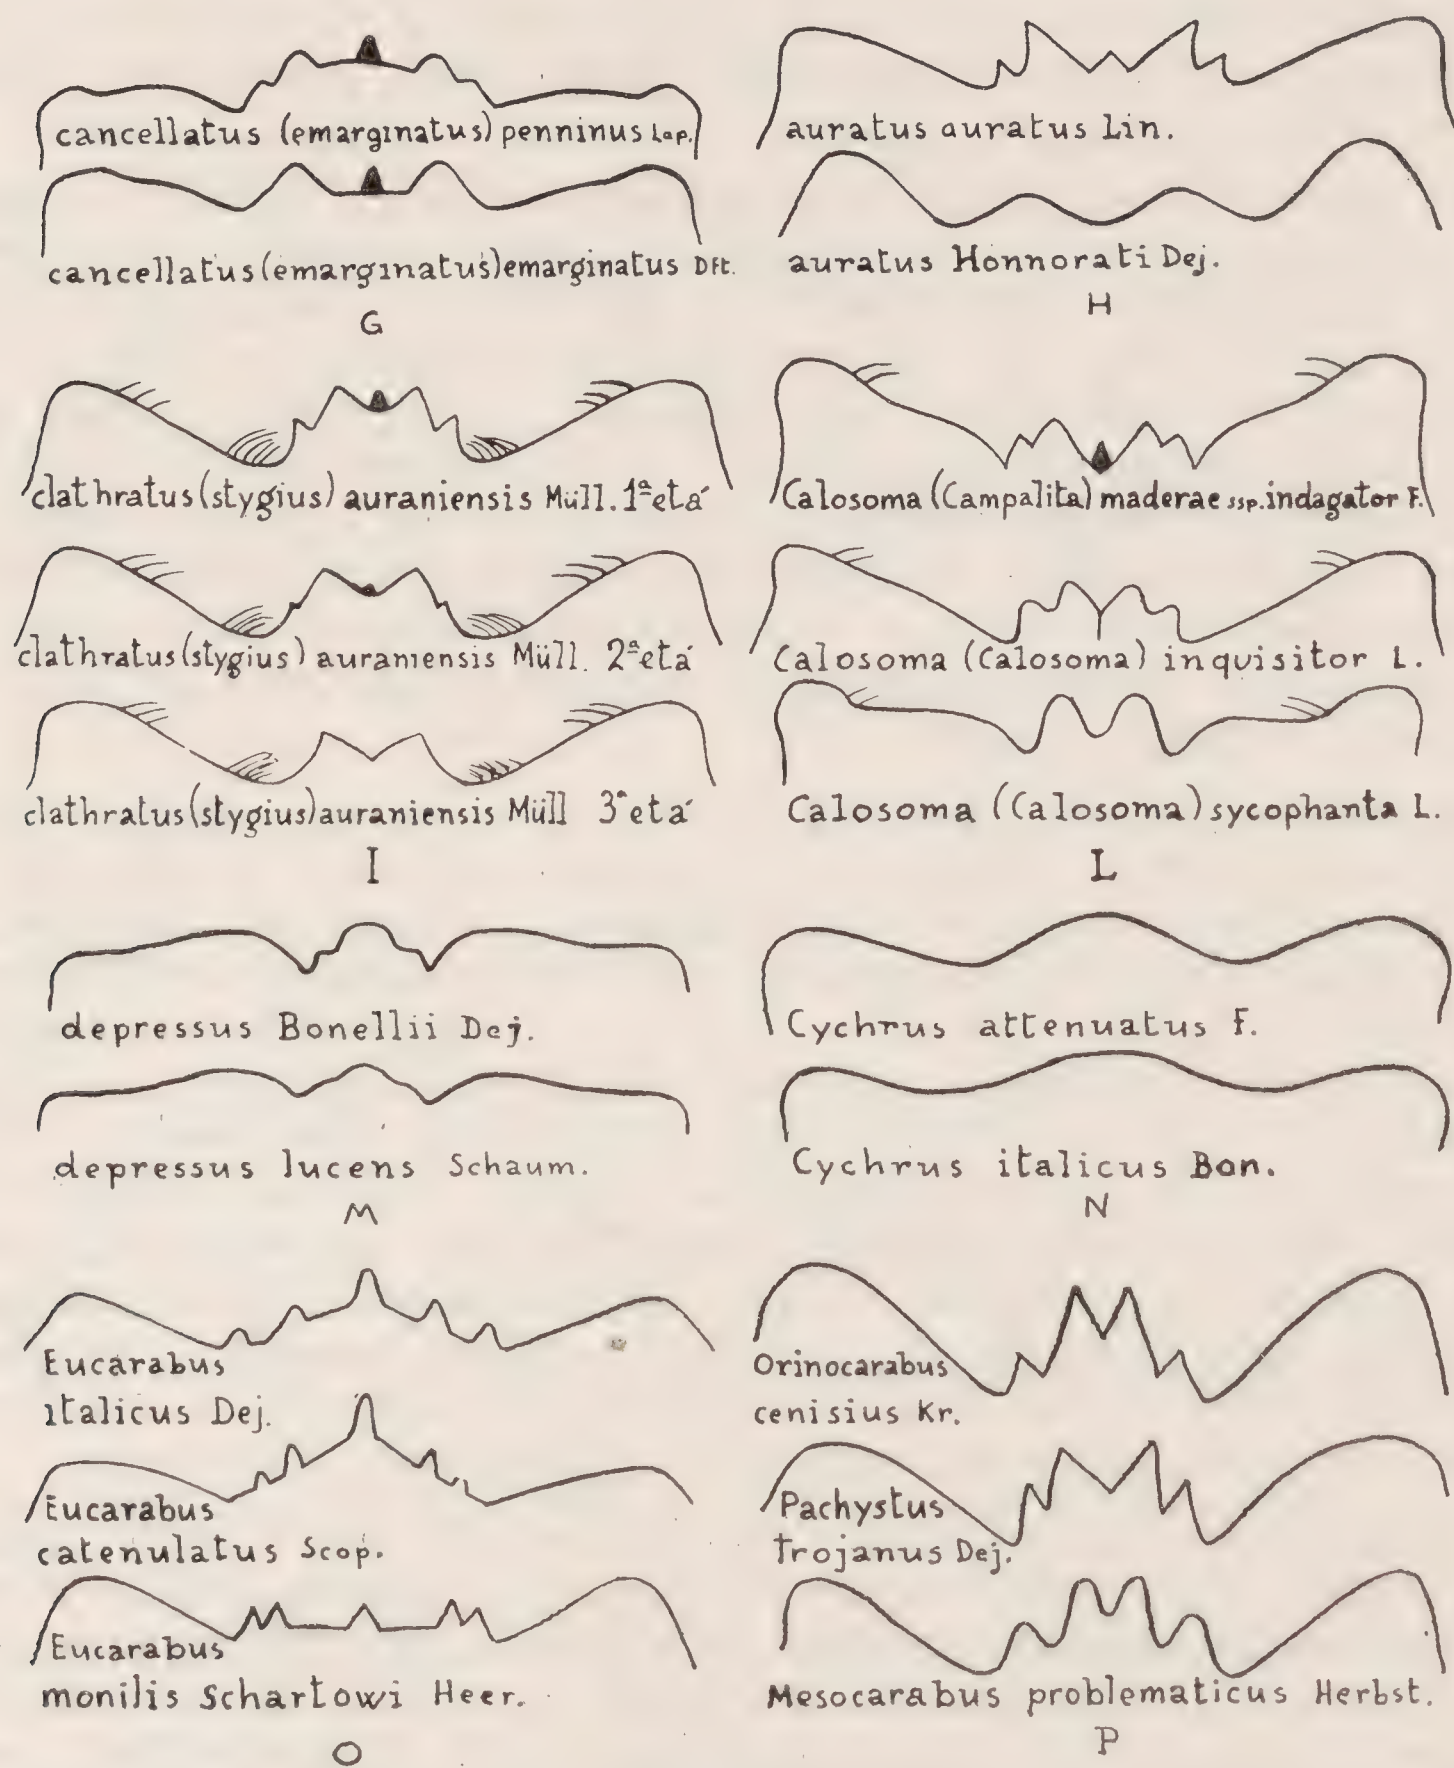 cancellatus (emarginatus) penninus Lap.
cancellatus (emarginatus) emarginatus Dft.
G
auratus auratus Lin.
auratus Honnorati Dej.
H
clathratus (stygius) auraniensis Müll. 1ª etá
clathratus (stygius) auraniensis Müll. 2ª etá
clathratus (stygius) auraniensis Müll 3ª etá
I
Calosoma (Campalita) maderae ssp. indagator F.
Calosoma (Calosoma) inquisitor L.
Calosoma (Calosoma) sycophanta L.
L
depressus Bonellii Dej.
depressus lucens Schaum.
M
Cychrus attenuatus F.
Cychrus italicus Bon.
N
Eucarabus
italicus Dej.
Eucarabus
catenulatus Scop.
Eucarabus
monilis Schartowi Heer.
O
Orinocarabus
cenisius Kr.
Pachystus
trojanus Dej.
Mesocarabus problematicus Herbst.
P